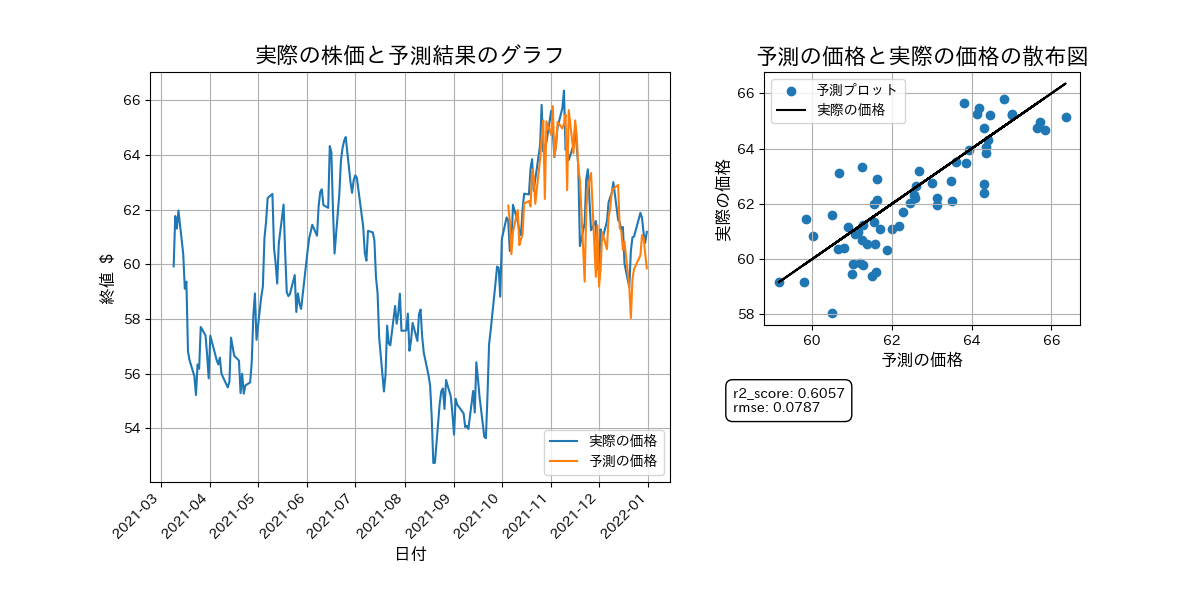 実際の株価と予測結果のグラフ
終値 $
66
64
62
60
58
56
54
実際の価格
予測の価格
2021-03
2021-04
2021-05
2021-06
2021-07
2021-08
2021-09
2021-10
2021-11
2021-12
2022-01
日付
予測の価格と実際の価格の散布図
実際の価格
66
64
62
60
58
予測プロット
実際の価格
60
62
64
66
予測の価格
r2_score: 0.6057
rmse: 0.0787